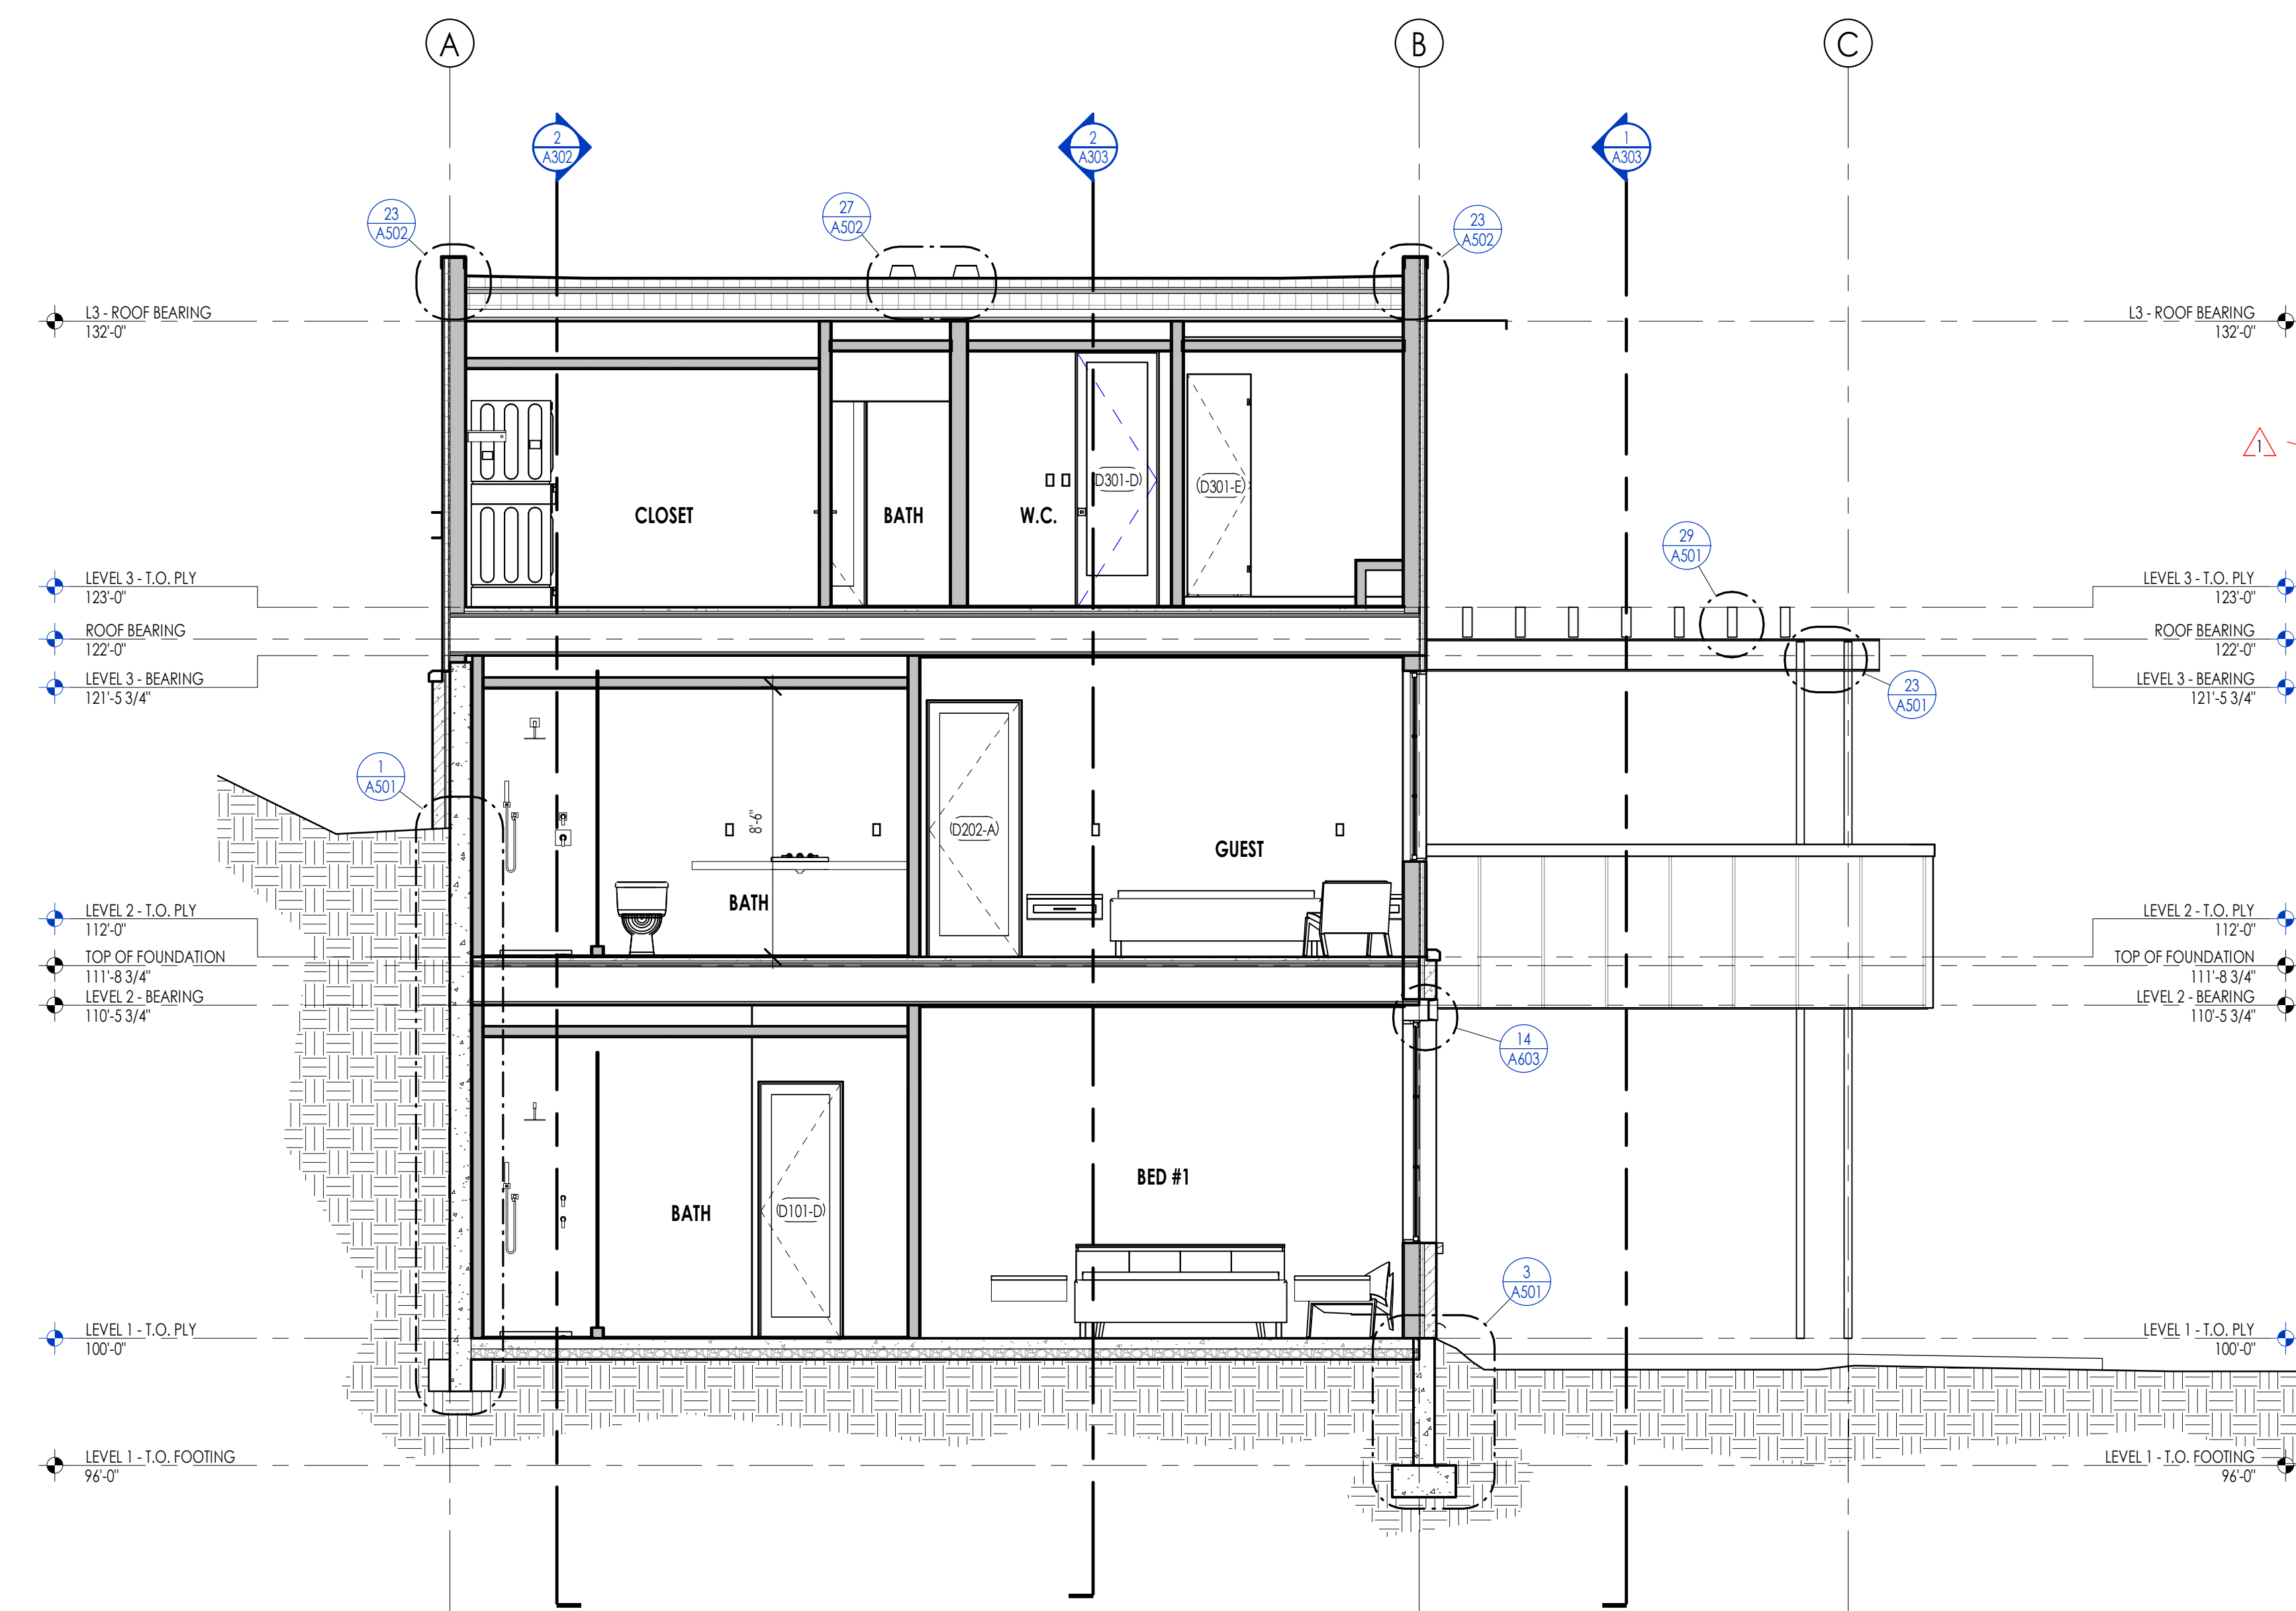 A
B
C
2
A302
2
A303
1
A303
23
A502
27
A502
23
A502
L3 - ROOF BEARING
132'-0"
L3 - ROOF BEARING
132'-0"
1
D301-D
D301-E
CLOSET
BATH
W.C.
29
A501
LEVEL 3 - T.O. PLY
123'-0"
LEVEL 3 - T.O. PLY
123'-0"
ROOF BEARING
122'-0"
ROOF BEARING
122'-0"
LEVEL 3 - BEARING
121'-5 3/4"
LEVEL 3 - BEARING
121'-5 3/4"
23
A501
1
A501
8'-6"
D202-A
GUEST
BATH
LEVEL 2 - T.O. PLY
112'-0"
LEVEL 2 - T.O. PLY
112'-0"
TOP OF FOUNDATION
111'-8 3/4"
TOP OF FOUNDATION
111'-8 3/4"
LEVEL 2 - BEARING
110'-5 3/4"
LEVEL 2 - BEARING
110'-5 3/4"
14
A603
BED #1
BATH
D101-D
3
A501
LEVEL 1 - T.O. PLY
100'-0"
LEVEL 1 - T.O. PLY
100'-0"
LEVEL 1 - T.O. FOOTING
96'-0"
LEVEL 1 - T.O. FOOTING
96'-0"